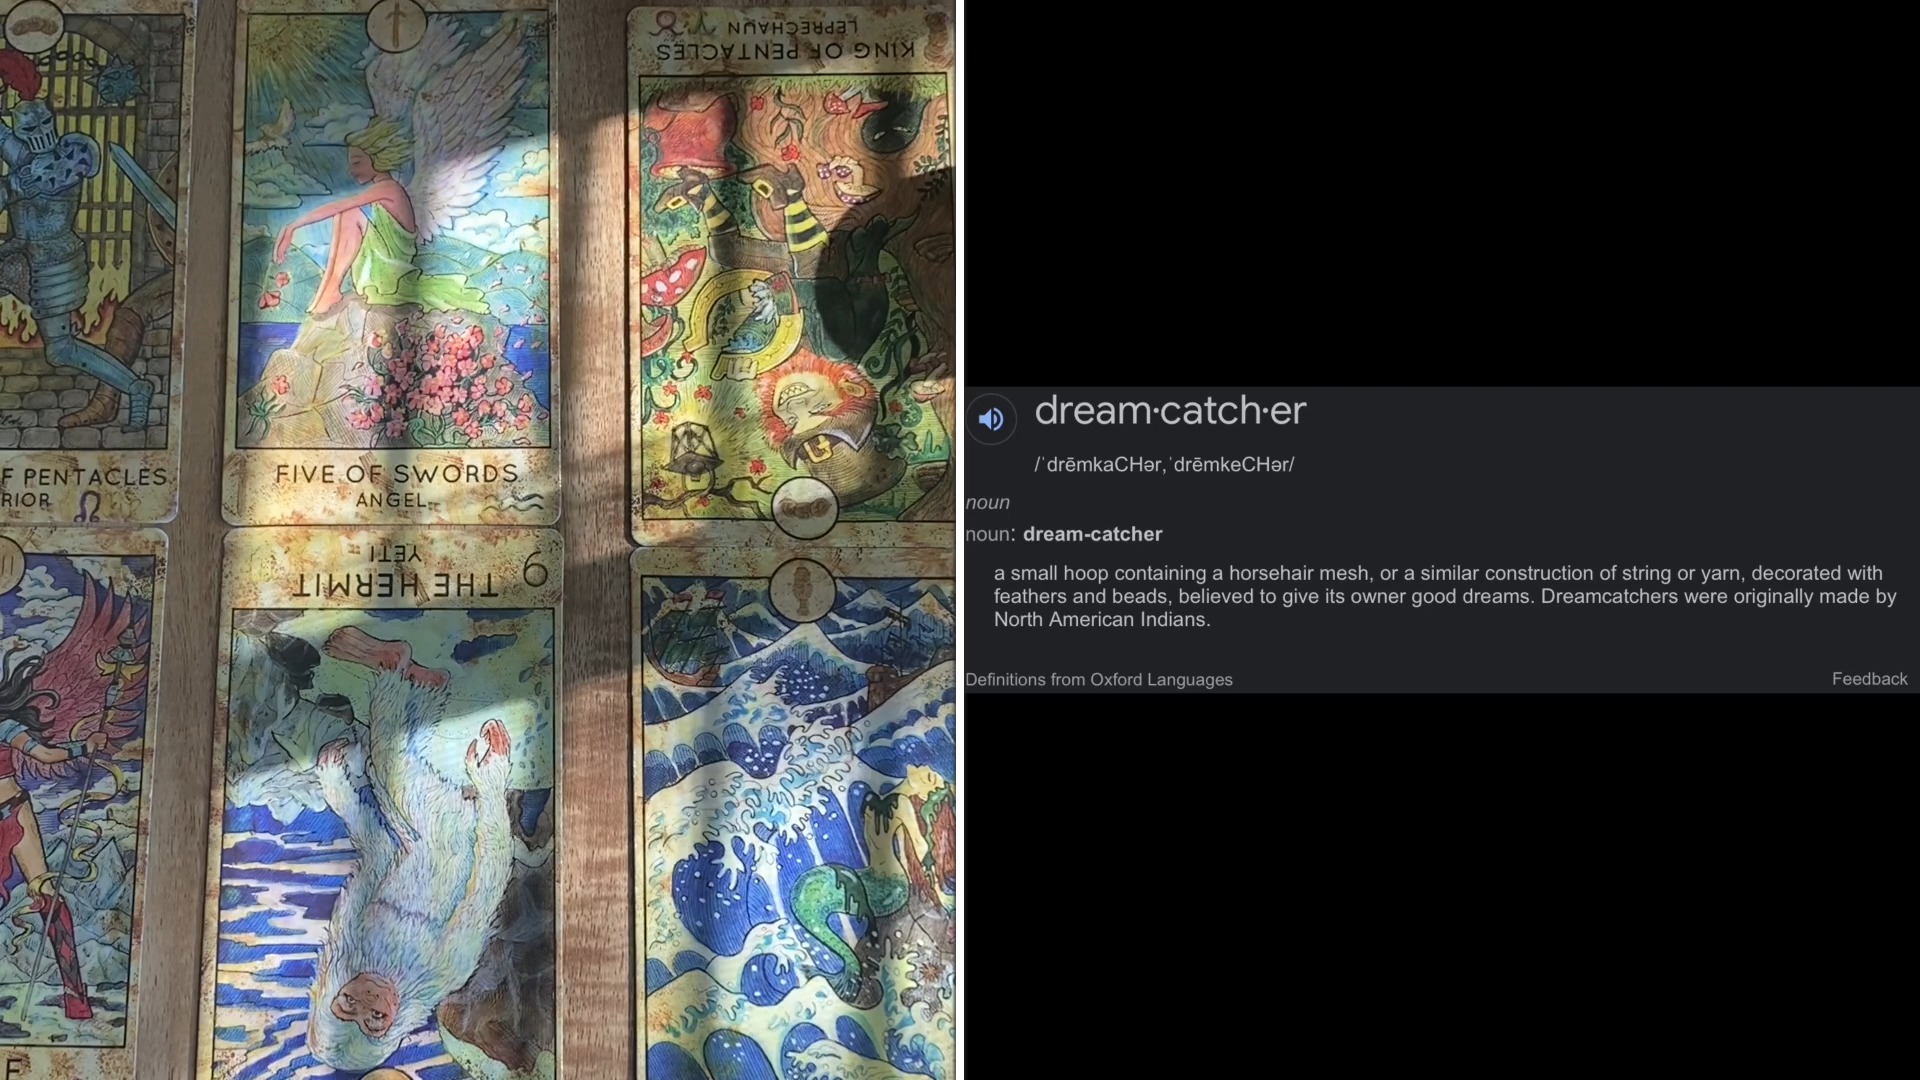 F PENTACLES
RIOR
FIVE OF SWORDS
ANGEL
KING OF PENTACLES
LEPRECHAUN
THE HERMIT 9
YETI
dream·catch·er
/ˈdrēmkaCHər,ˈdrēmkeCHər/
noun
noun: dream-catcher
a small hoop containing a horsehair mesh, or a similar construction of string or yarn, decorated with
feathers and beads, believed to give its owner good dreams. Dreamcatchers were originally made by
North American Indians.
Definitions from Oxford Languages
Feedback